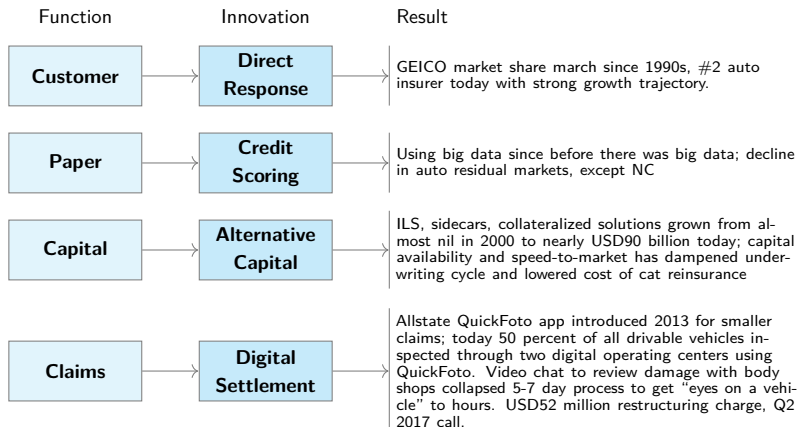 Function Innovation Result
Customer
Direct
Response
GEICO market share march since 1990s, #2 auto
insurer today with strong growth trajectory.
Paper
Credit
Scoring
Using big data since before there was big data; decline
in auto residual markets, except NC
Capital
Alternative
Capital
ILS, sidecars, collateralized solutions grown from al-
most nil in 2000 to nearly USD90 billion today; capital
availability and speed-to-market has dampened under-
writing cycle and lowered cost of cat reinsurance
Claims
Digital
Settlement
Allstate QuickFoto app introduced 2013 for smaller
claims; today 50 percent of all drivable vehicles in-
spected through two digital operating centers using
QuickFoto. Video chat to review damage with body
shops collapsed 5-7 day process to get “eyes on a vehi-
cle” to hours. USD52 million restructuring charge, Q2
2017 call.